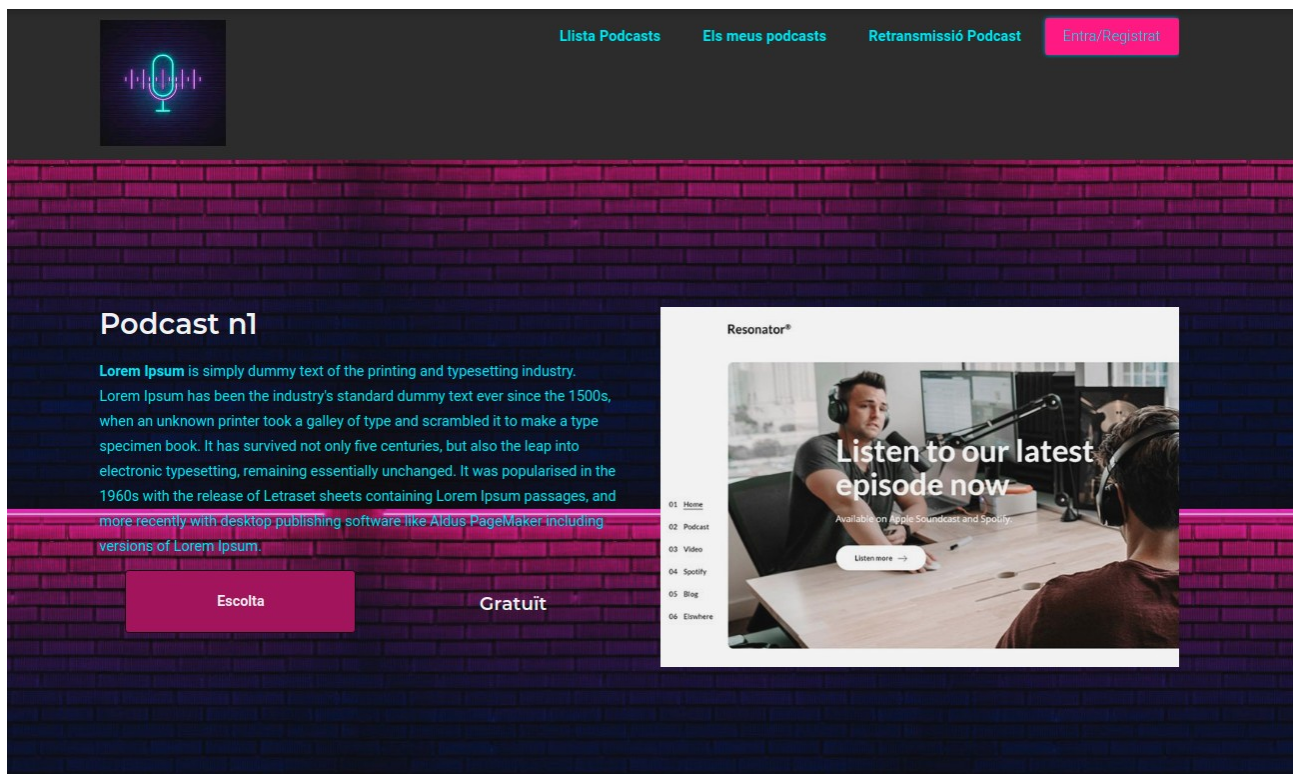 Llista Podcasts
Els meus podcasts
Retransmissió Podcast
Entra/Registrat
Podcast n1
Lorem Ipsum is simply dummy text of the printing and typesetting industry.
Lorem Ipsum has been the industry's standard dummy text ever since the 1500s,
when an unknown printer took a galley of type and scrambled it to make a type
specimen book. It has survived not only five centuries, but also the leap into
electronic typesetting, remaining essentially unchanged. It was popularised in the
1960s with the release of Letraset sheets containing Lorem Ipsum passages, and
more recently with desktop publishing software like Aldus PageMaker including
versions of Lorem Ipsum.
Escolta
Gratuït
Resonator®
Listen to our latest
episode now
Available on Apple Soundcast and Spotify.
Listen more →
01 Home
02 Podcast
03 Video
04 Spotify
05 Blog
06 Elswhere